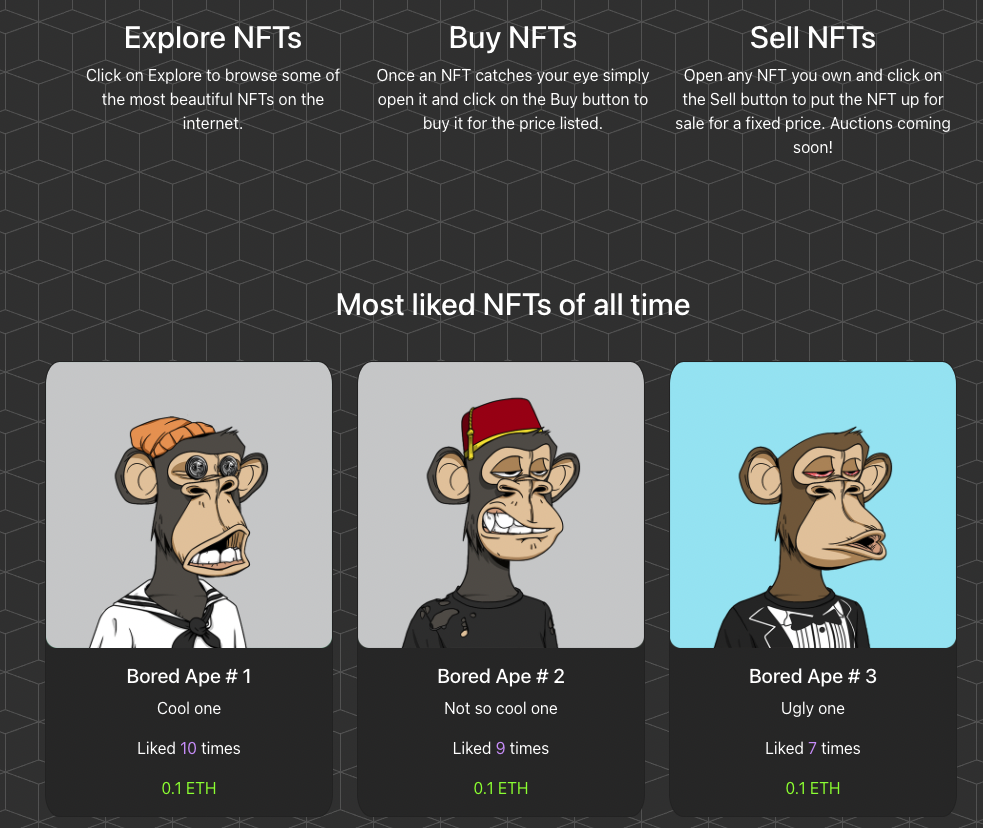 Explore NFTs
Click on Explore to browse some of
the most beautiful NFTs on the
internet.
Buy NFTs
Once an NFT catches your eye simply
open it and click on the Buy button to
buy it for the price listed.
Sell NFTs
Open any NFT you own and click on
the Sell button to put the NFT up for
sale for a fixed price. Auctions coming
soon!
Most liked NFTs of all time
Bored Ape # 1
Cool one
Liked 10 times
0.1 ETH
Bored Ape # 2
Not so cool one
Liked 9 times
0.1 ETH
Bored Ape # 3
Ugly one
Liked 7 times
0.1 ETH